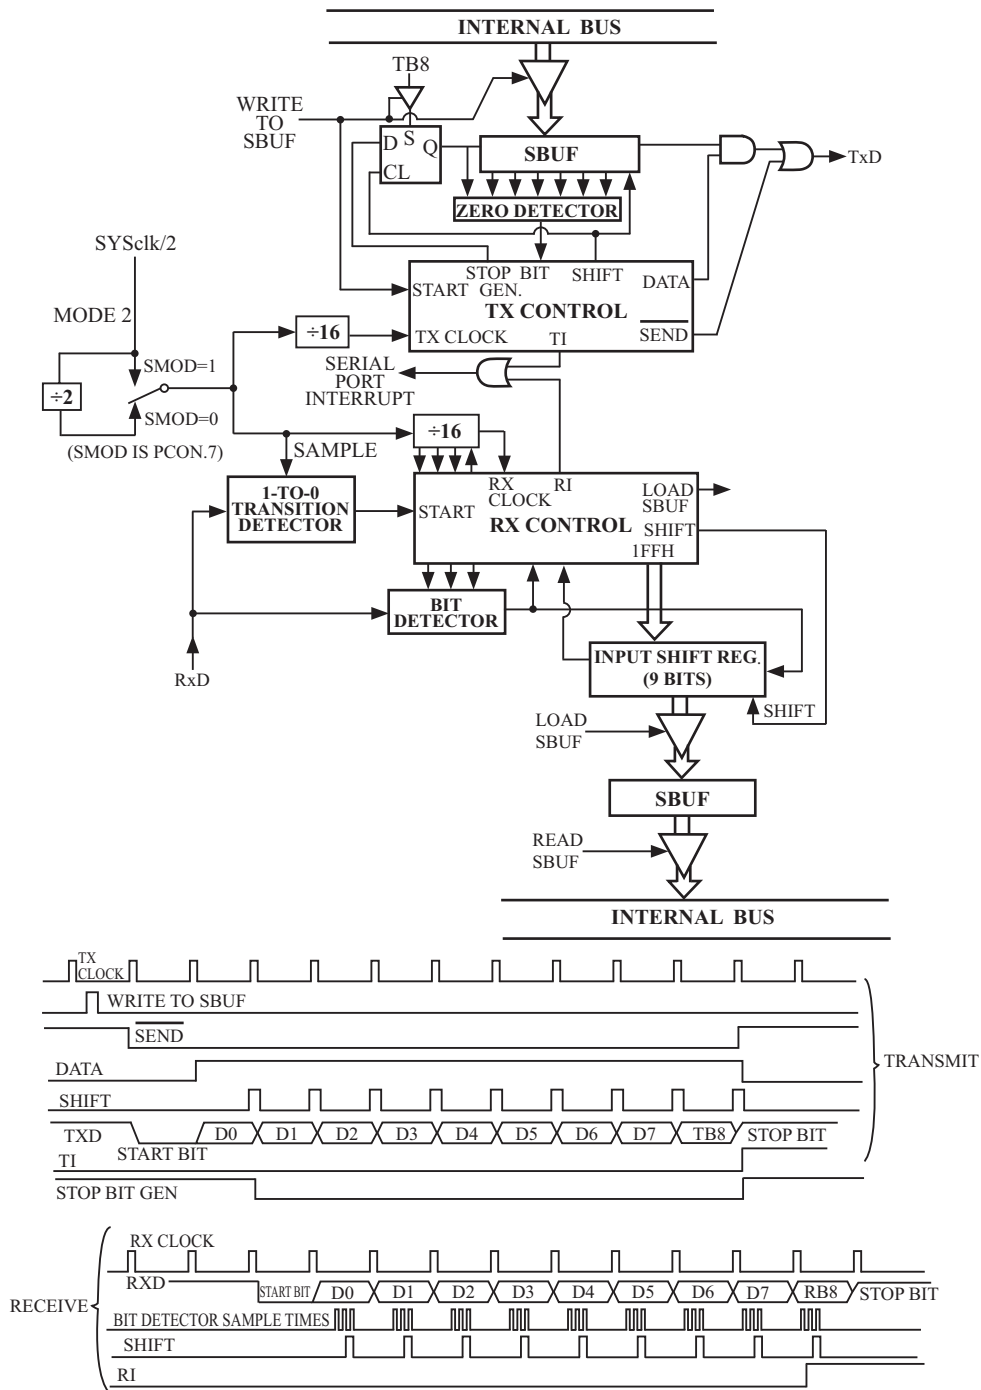 INTERNAL BUS
TB8
WRITE
TO
SBUF
D S Q
CL
SBUF
TxD
ZERO DETECTOR
SYSclk/2
STOP BIT
GEN.
SHIFT
START
DATA
TX CONTROL
MODE 2
÷16
TX CLOCK
TI
SEND
SMOD=1
SERIAL
PORT
INTERRUPT
÷2
SMOD=0
(SMOD IS PCON.7)
SAMPLE
÷16
1-TO-0
TRANSITION
DETECTOR
START
RX
CLOCK
RI
LOAD
SBUF
RX CONTROL
SHIFT
1FFH
BIT
DETECTOR
RxD
INPUT SHIFT REG.
(9 BITS)
SHIFT
LOAD
SBUF
SBUF
READ
SBUF
INTERNAL BUS
TX
CLOCK
WRITE TO SBUF
SEND
DATA
TRANSMIT
SHIFT
TXD
START BIT
D0 D1 D2 D3 D4 D5 D6 D7 TB8 STOP BIT
TI
STOP BIT GEN
RX CLOCK
RXD
START BIT D0 D1 D2 D3 D4 D5 D6 D7 RB8 STOP BIT
RECEIVE
BIT DETECTOR SAMPLE TIMES
SHIFT
RI